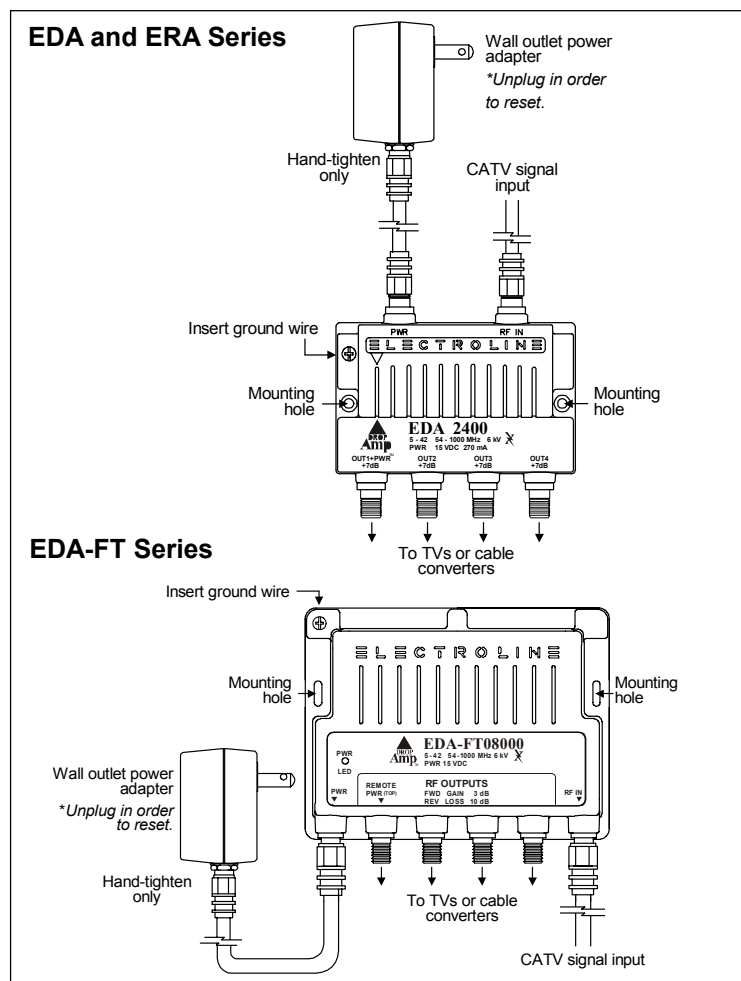 EDA and ERA Series
Wall outlet power
adapter
*Unplug in order
to reset.
Hand-tighten
only
CATV signal
input
Insert ground wire
PWR
RF IN
ELECTROLINE
Mounting
hole
Mounting
hole
DROP
Amp
EDA 2400
5 - 42 54 - 1000 MHz 6 kV
PWR 15 VDC 270 mA
OUT1+PWR
+7dB
OUT2
+7dB
OUT3
+7dB
OUT4
+7dB
To TVs or cable
converters
EDA-FT Series
Insert ground wire
ELECTROLINE
Mounting
hole
Mounting
hole
PWR
LED
DROP
Amp
EDA-FT08000
5-42 54-1000 MHz 6 kV
PWR 15 VDC
Wall outlet power
adapter
*Unplug in order
to reset.
PWR
REMOTE
PWR (TOP)
RF OUTPUTS
FWD GAIN 3 dB
REV LOSS 10 dB
RF IN
Hand-tighten
only
To TVs or cable
converters
CATV signal input